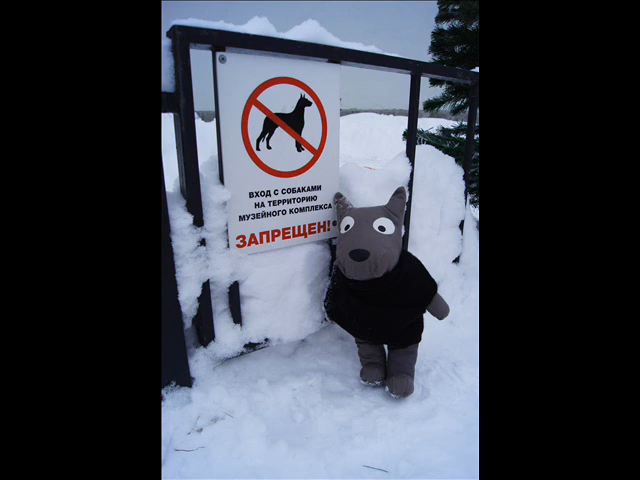 ВХОД С СОБАКАМИ
НА ТЕРРИТОРИЮ
МУЗЕЙНОГО КОМПЛЕКСА
ЗАПРЕЩЕН!